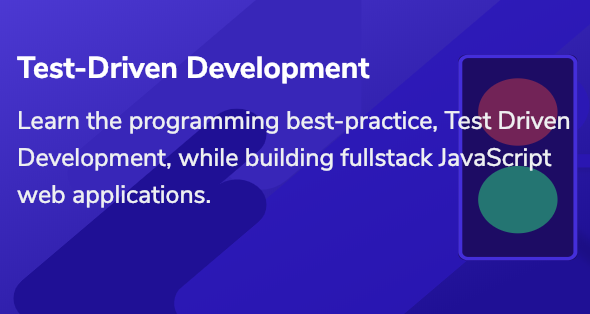 Test-Driven Development
Learn the programming best-practice, Test Driven
Development, while building fullstack JavaScript
web applications.